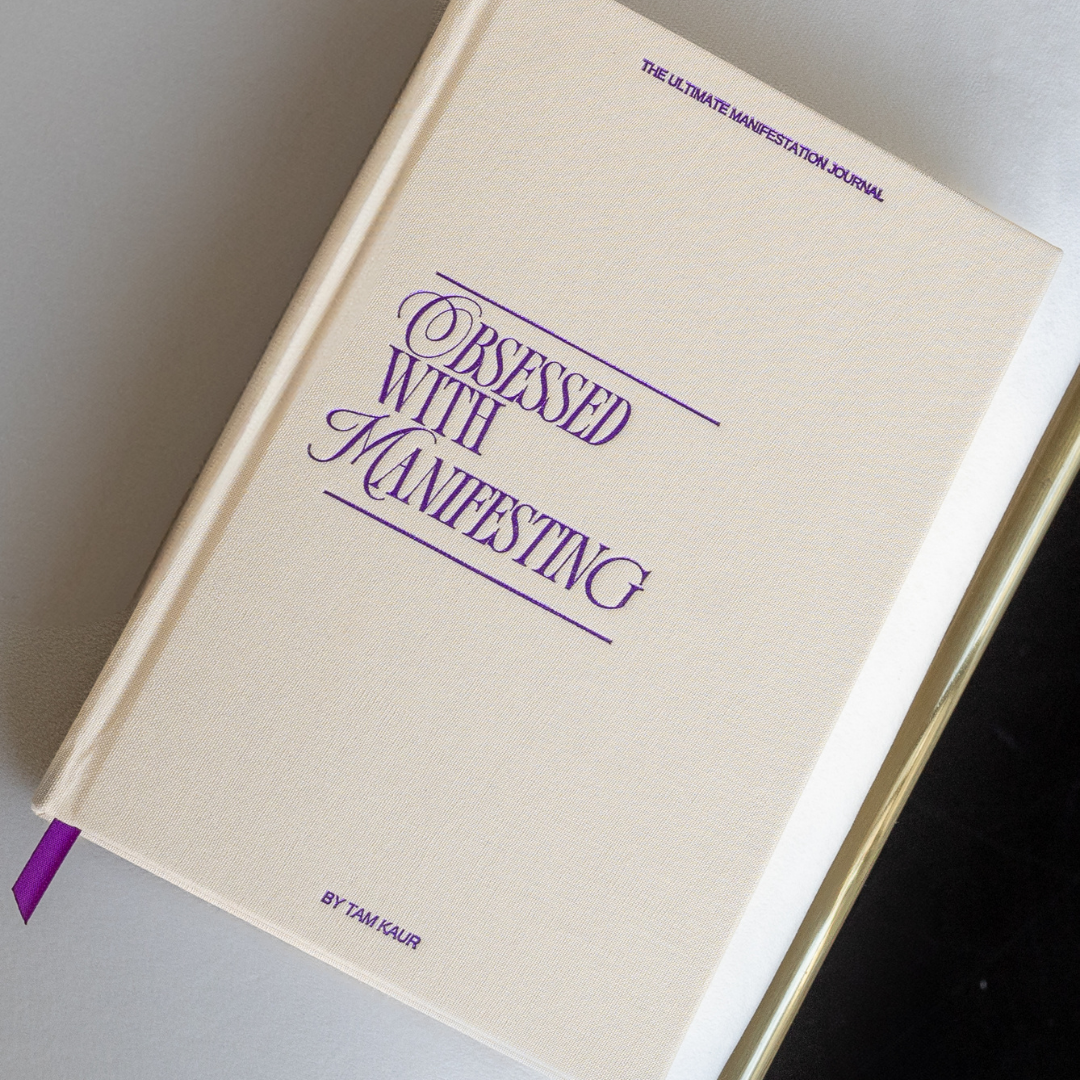 THE ULTIMATE MANIFESTATION JOURNAL
OBSESSED
WITH
MANIFESTING
BY TAM KAUR